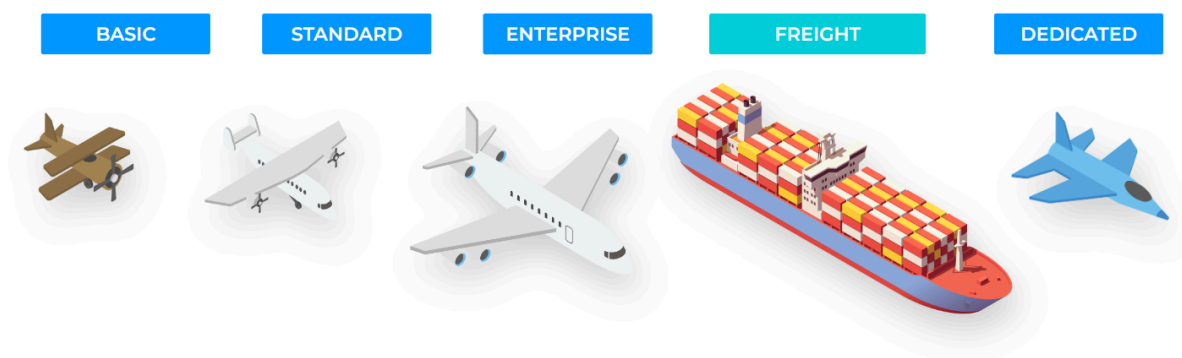 BASIC
STANDARD
ENTERPRISE
FREIGHT
DEDICATED